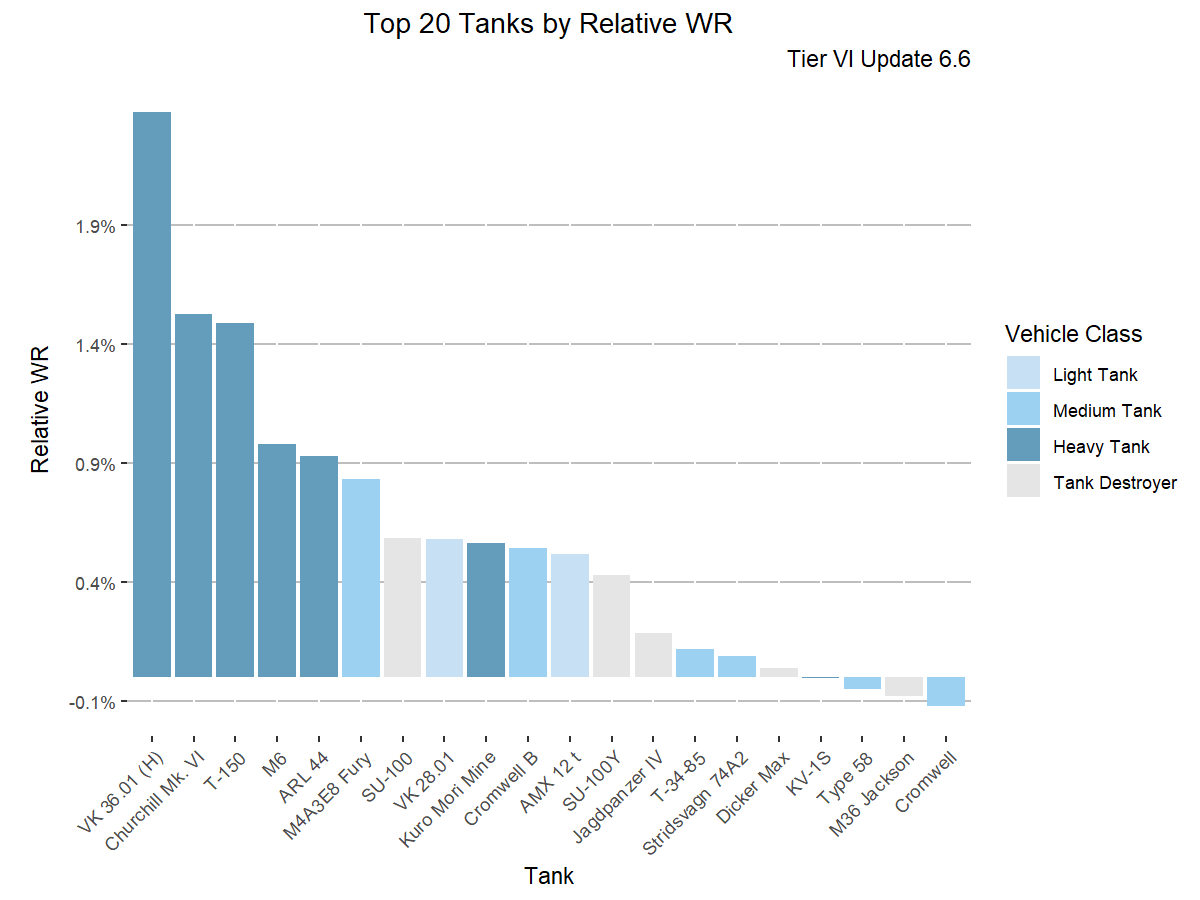 Top 20 Tanks by Relative WR
Tier VI Update 6.6
1.9%
1.4%
0.9%
0.4%
-0.1%
Relative WR
VK 36.01 (H)
Churchill Mk. VI
T-150
M6
ARL 44
M4A3E8 Fury
SU-100
VK 28.01
Kuro Mori Mine
Cromwell B
AMX 12 t
SU-100Y
Jagdpanzer IV
T-34-85
Stridsvagn 74A2
Dicker Max
KV-1S
Type 58
M36 Jackson
Cromwell
Tank
Vehicle Class
Light Tank
Medium Tank
Heavy Tank
Tank Destroyer